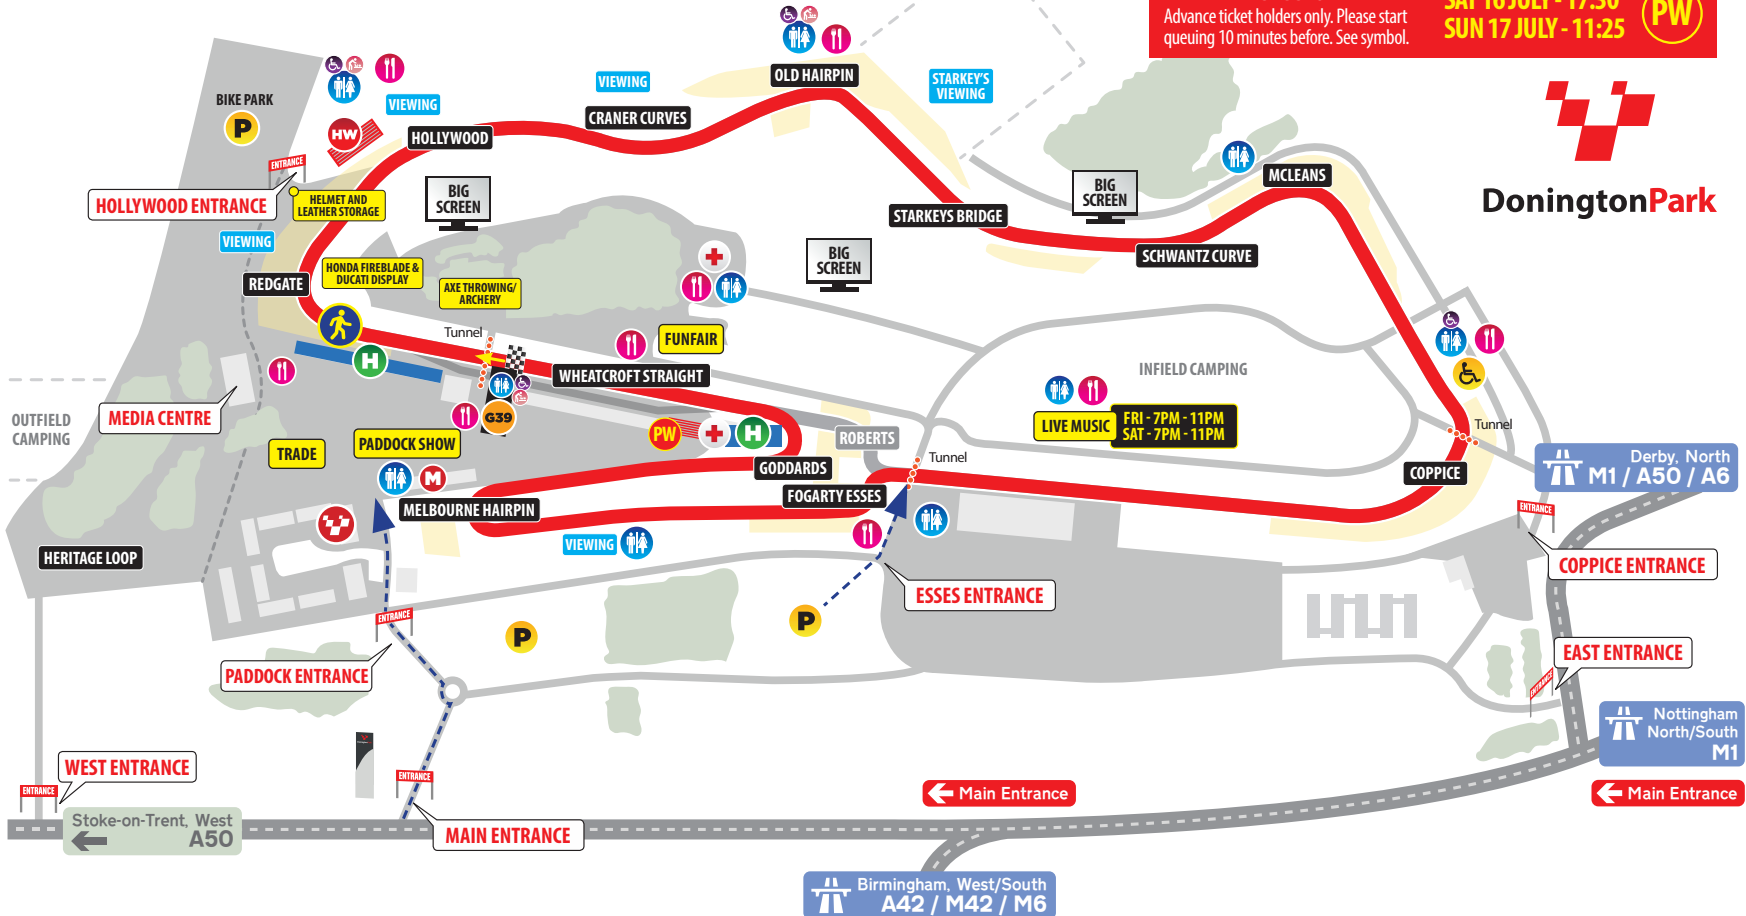 Advance ticket holders only. Please start
queuing 10 minutes before. See symbol.
SAT 16 JULY - 17:30
SUN 17 JULY - 11:25
PW
DoningtonPark
OLD HAIRPIN
VIEWING
STARKEY'S
VIEWING
CRANER CURVES
BIKE PARK
P
VIEWING
HW
HOLLYWOOD
ENTRANCE
HOLLYWOOD ENTRANCE
HELMET AND
LEATHER STORAGE
BIG
SCREEN
BIG
SCREEN
MCLEANS
STARKEYS BRIDGE
VIEWING
SCHWANTZ CURVE
BIG
SCREEN
REDGATE
HONDA FIREBLADE &
DUCATI DISPLAY
AXE THROWING/
ARCHERY
Tunnel
FUNFAIR
H
WHEATCROFT STRAIGHT
INFIELD CAMPING
OUTFIELD
CAMPING
MEDIA CENTRE
G39
LIVE MUSIC
FRI - 7PM - 11PM
SAT - 7PM - 11PM
Tunnel
TRADE
PADDOCK SHOW
PW
H
ROBERTS
Tunnel
GODDARDS
COPPICE
Derby, North
M1 / A50 / A6
M
MELBOURNE HAIRPIN
FOGARTY ESSES
ENTRANCE
VIEWING
HERITAGE LOOP
COPPICE ENTRANCE
ESSES ENTRANCE
ENTRANCE
P
P
PADDOCK ENTRANCE
EAST ENTRANCE
ENTRANCE
Nottingham
North/South
M1
WEST ENTRANCE
ENTRANCE
ENTRANCE
Main Entrance
Main Entrance
Stoke-on-Trent, West
A50
MAIN ENTRANCE
Birmingham, West/South
A42 / M42 / M6